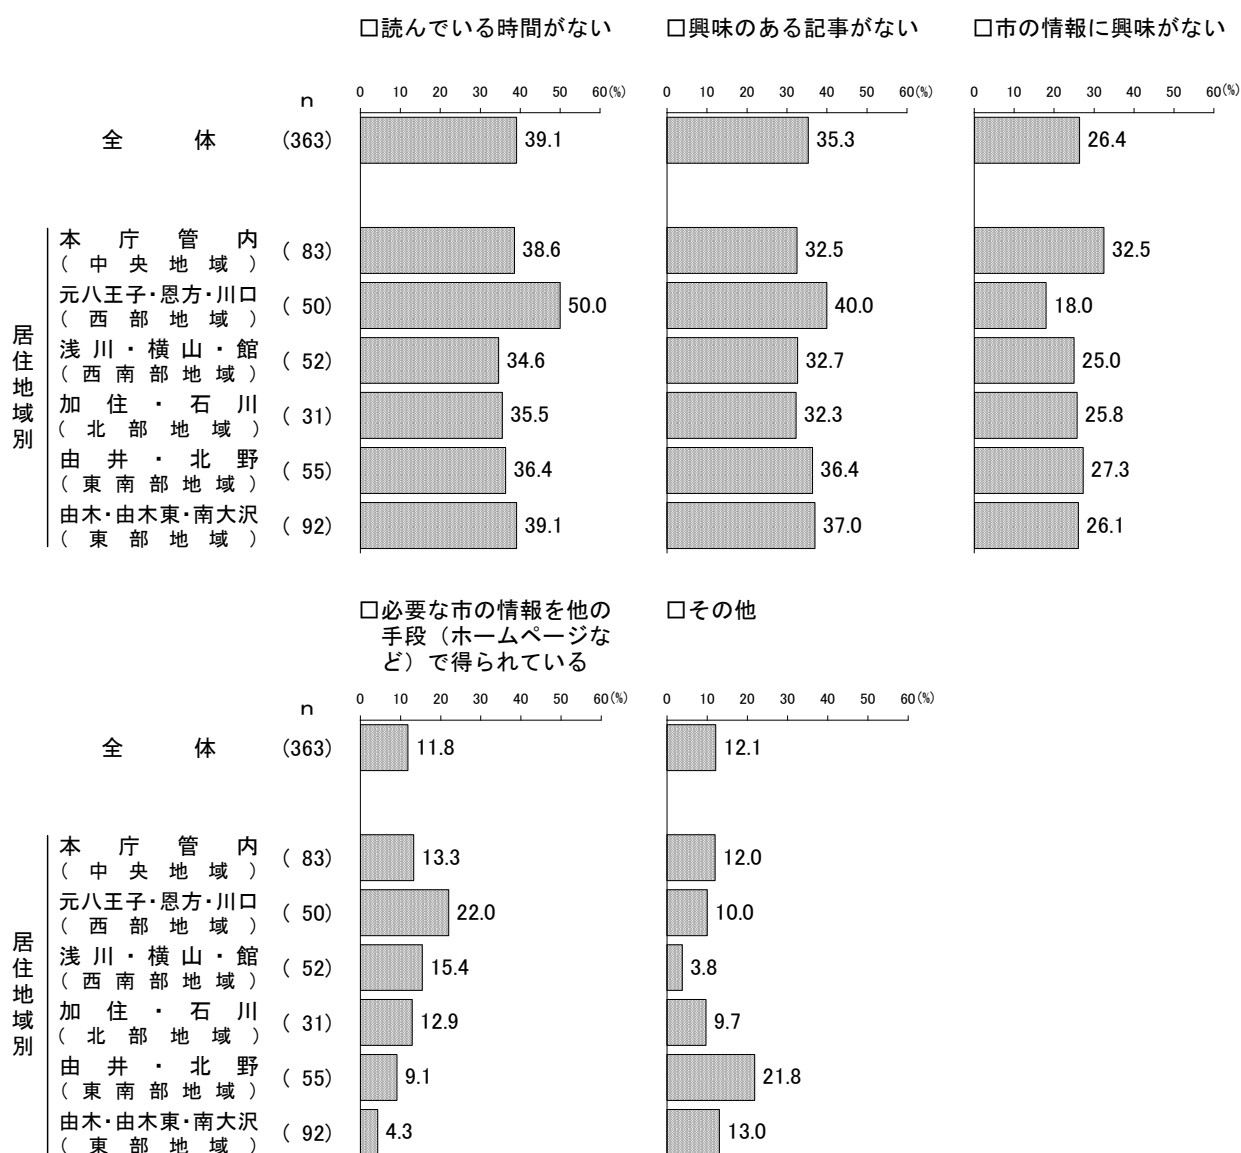 □読んでいる時間がない □興味のある記事がない □市の情報に興味がない
0 10 20 30 40 50 60(%) 0 10 20 30 40 50 60(%) 0 10 20 30 40 50 60(%)
n
全体 (363) 39.1 35.3 26.4
居住地域別
本庁管内
(中央地域) ( 83) 38.6 32.5 32.5
元八王子・恩方・川口
(西部地域) ( 50) 50.0 40.0 18.0
浅川・横山・館
(西南部地域) ( 52) 34.6 32.7 25.0
加住・石川
(北部地域) ( 31) 35.5 32.3 25.8
由井・北野
(東南部地域) ( 55) 36.4 36.4 27.3
由木・由木東・南大沢
(東部地域) ( 92) 39.1 37.0 26.1
□必要な市の情報を他の □その他
手段（ホームページな
ど）で得られている
0 10 20 30 40 50 60(%) 0 10 20 30 40 50 60(%)
n
全体 (363) 11.8 12.1
居住地域別
本庁管内
(中央地域) ( 83) 13.3 12.0
元八王子・恩方・川口
(西部地域) ( 50) 22.0 10.0
浅川・横山・館
(西南部地域) ( 52) 15.4 3.8
加住・石川
(北部地域) ( 31) 12.9 9.7
由井・北野
(東南部地域) ( 55) 9.1 21.8
由木・由木東・南大沢
(東部地域) ( 92) 4.3 13.0